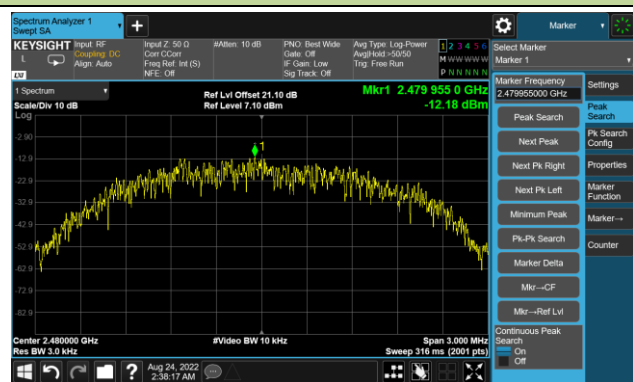 Spectrum Analyzer 1
Swept SA
+
Marker
KEYSIGHT
L
LXI
Input: RF
Coupling: DC
Align: Auto
Input Z: 50 Ω
Corr CCorr
Freq Ref: Int (S)
NFE: Off
#Atten: 10 dB
PNO: Best Wide
Gate: Off
IF Gain: Low
Sig Track: Off
Avg Type: Log-Power
Avg|Hold >50/50
Trig: Free Run
1 2 3 4 5 6
M W W W W W
P N N N N N
Select Marker
Marker 1
1 Spectrum
Scale/Div 10 dB
Log
Ref Lvl Offset 21.10 dB
Ref Level 7.10 dBm
Mkr1 2.479 955 0 GHz
-12.18 dBm
1
-2.90
-12.9
-22.9
-32.9
-42.9
-52.9
-62.9
-72.9
-82.9
Center 2.480000 GHz
Res BW 3.0 kHz
#Video BW 10 kHz
Span 3.000 MHz
Sweep 316 ms (2001 pts)
Marker Frequency
2.479955000 GHz
Peak Search
Next Peak
Next Pk Right
Next Pk Left
Minimum Peak
Pk-Pk Search
Marker Delta
Mkr→CF
Mkr→Ref Lvl
Continuous Peak
Search
On
Off
Settings
Peak
Search
Pk Search
Config
Properties
Marker
Function
Marker→
Counter
?
Aug 24, 2022
2:38:17 AM